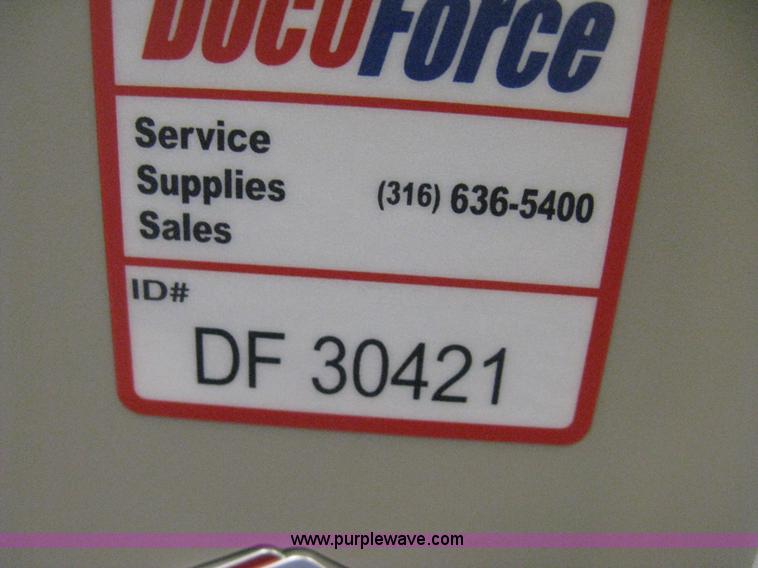 DocuForce
Service
Supplies
Sales
(316) 636-5400
ID#
DF 30421
www.purplewave.com